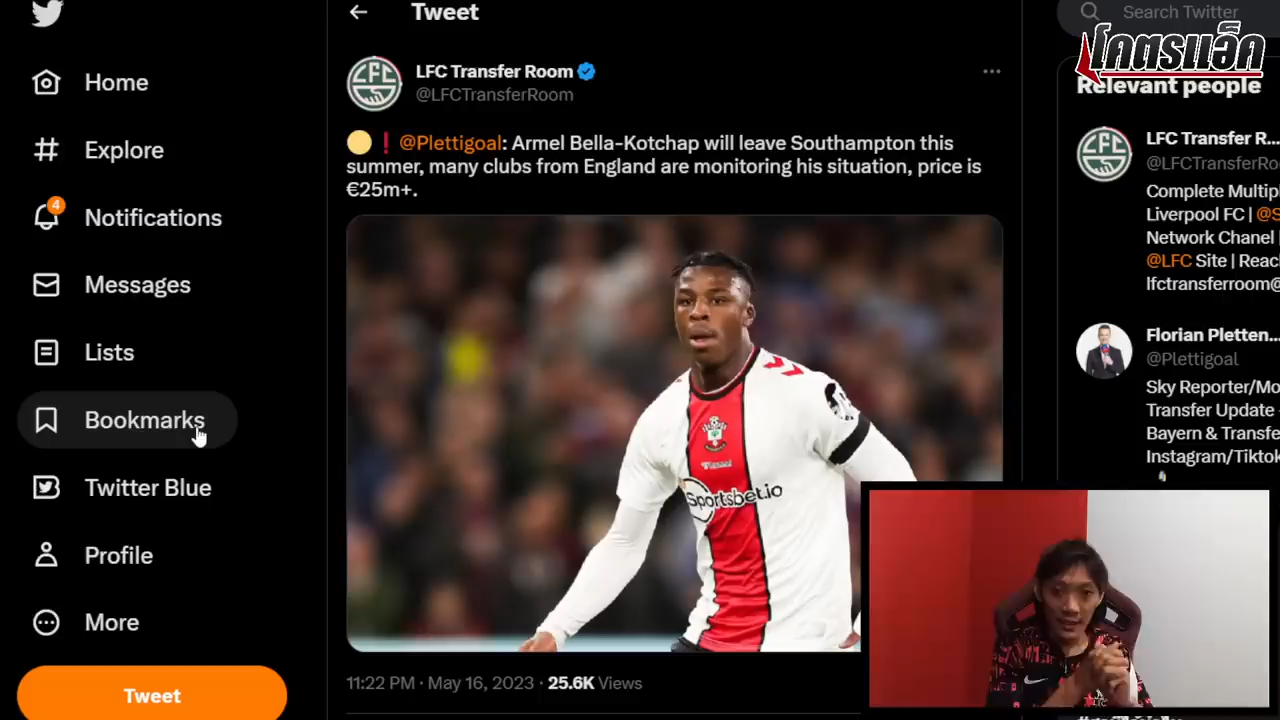 Home
Explore
4
Notifications
Messages
Lists
Bookmarks
Twitter Blue
Profile
More
Tweet
Tweet
LFC Transfer Room
@LFCTransferRoom
@Plettigoal: Armel Bella-Kotchap will leave Southampton this
summer, many clubs from England are monitoring his situation, price is
€25m+.
Sportsbet.io
11:22 PM · May 16, 2023 · 25.6K Views
Search Twitter
โคตรแอ็ก
Relevant people
LFC
LFC Transfer R...
@LFCTransferRo
Complete Multip
Liverpool FC | @S
Network Chanel
@LFC Site | Reac
lfctransferroom@
Florian Pletten...
@Plettigoal
Sky Reporter/Mo
Transfer Update
Bayern & Transfe
Instagram/Tiktok